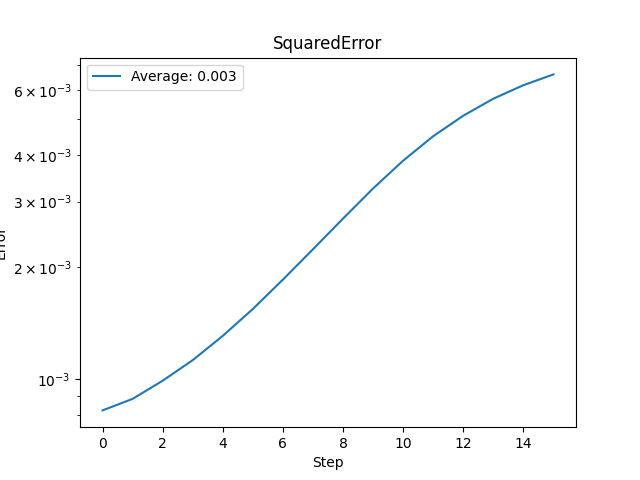 SquaredError
Average: 0.003
6 × 10⁻³
4 × 10⁻³
3 × 10⁻³
2 × 10⁻³
10⁻³
Error
0 2 4 6 8 10 12 14
Step